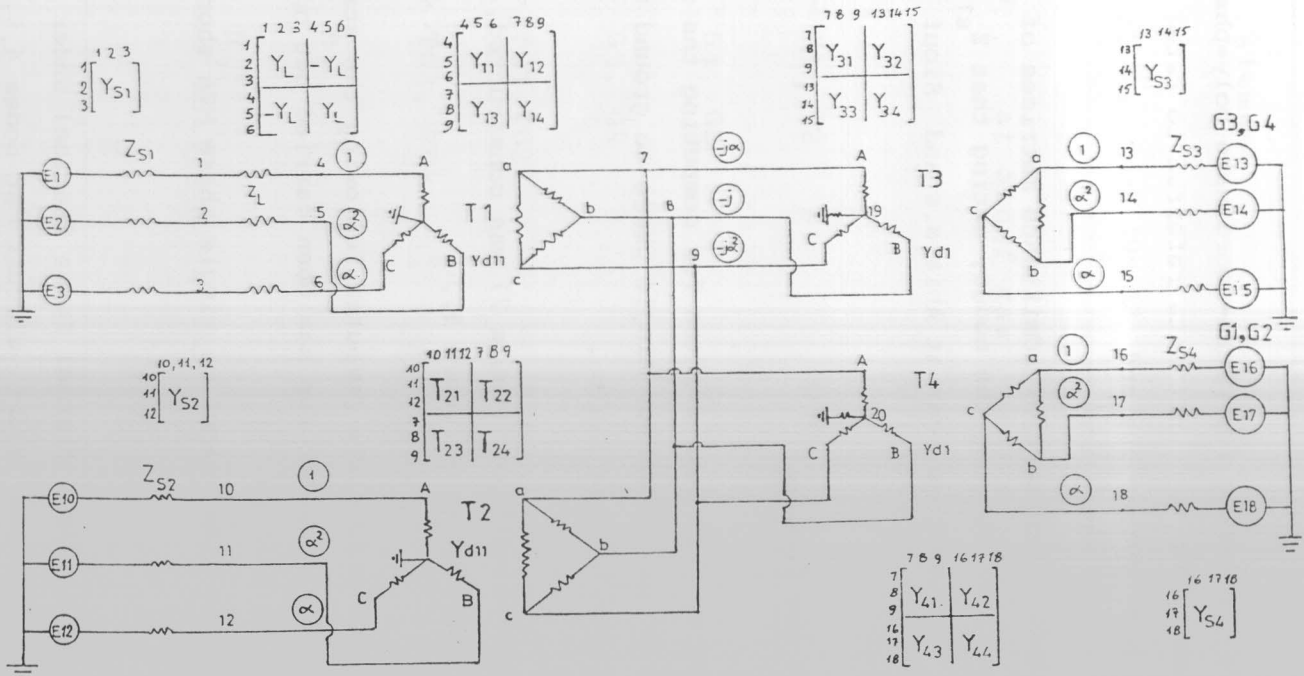 1 2 3
1
2
3
Y_S1
1 2 3 4 5 6
1
2
3
4
5
6
Y_L -Y_L
-Y_L Y_L
4 5 6 7 8 9
4
5
6
7
8
9
Y_11 Y_12
Y_13 Y_14
7 8 9 13 14 15
7
8
9
13
14
15
Y_31 Y_32
Y_33 Y_34
13 14 15
13
14
15
Y_S3
G3,G4
E1 Z_S1 1 4 1 A
a 7 -jα A
a 1 13 Z_S3 E13
Z_L
E2 2 5 α² T1 b 8 -j 19 T3 c α² 14 E14
C B Yd11 c 9 -jα² C B Yd1 b
E3 3 6 α
α 15 E15
G1,G2
10, 11, 12
10
11
12
Y_S2
10 11 12 7 8 9
10
11
12
7
8
9
T_21 T_22
T_23 T_24
A T4 a 1 16 Z_S4 E16
20 c α² 17 E17
C B Yd1 b
α 18 E18
E10 Z_S2 10 1 A
T2 a
E11 11 α² Yd11 b
C B
E12 12 α c
7 8 9 16 17 18
7
8
9
16
17
18
Y_41 Y_42
Y_43 Y_44
16 17 18
16
17
18
Y_S4